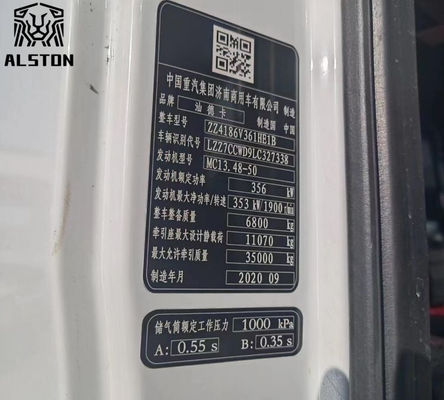 ALSTON
中国重汽集团济南商用车有限公司 制造
品牌 汕德卡 制造国 中国
整车型号 ZZ4186V361HE1B
车辆识别代号 LZZ7CCWD9LC327338
发动机型号 MC13.48-50
发动机额定功率 356 kW
发动机最大净功率/转速 353 kW/1900 r/min
整车整备质量 6800 kg
牵引座最大设计静载荷 11070 kg
最大允许牵引质量 35000 kg
制造年月 2020 09
储气筒额定工作压力 1000 kPa
A: 0.55 s B: 0.35 s